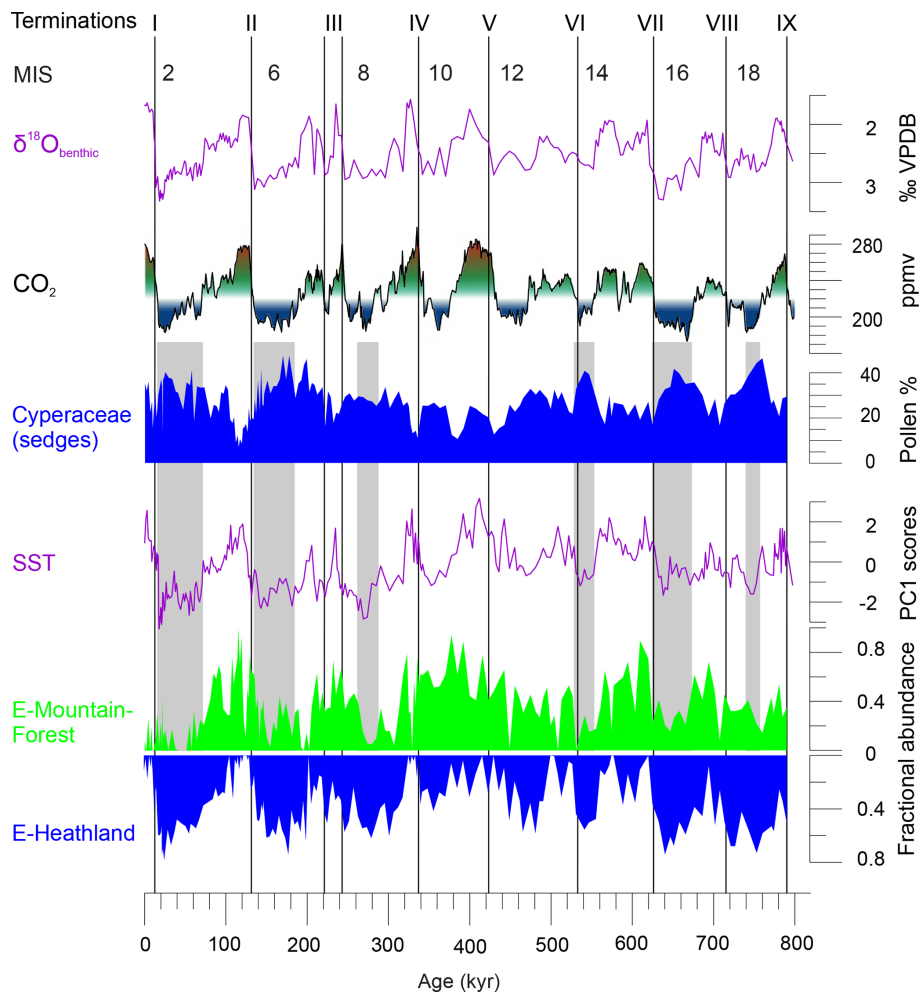 Terminations I II III IV V VI VII VIII IX
MIS 2 6 8 10 12 14 16 18
δ18Obenthic
2
3
‰ VPDB
CO2
280
200
ppmv
Cyperaceae
(sedges)
40
20
0
Pollen %
SST
2
0
-2
PC1 scores
E-Mountain-
Forest
0.8
0.4
0
E-Heathland
0.4
0.8
Fractional abundance
0 100 200 300 400 500 600 700 800
Age (kyr)